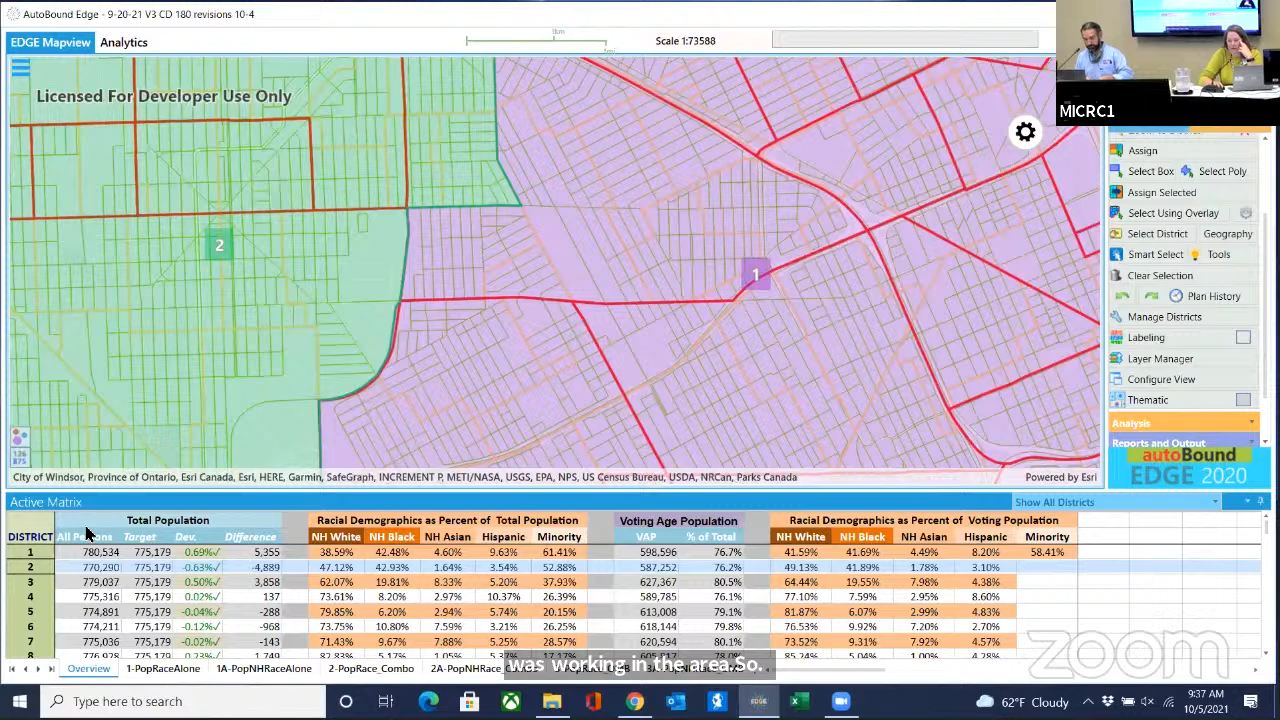 AutoBound Edge - 9-20-21 V3 CD 180 revisions 10-4
EDGE Mapview Analytics
1km
Scale 1:73588
Licensed For Developer Use Only
MICRC1
2
1
Assign
Select Box Select Poly
Assign Selected
Select Using Overlay
Select District Geography
Smart Select Tools
Clear Selection
Plan History
Manage Districts
Labeling
Layer Manager
Configure View
Thematic
Analysis
Reports and Output
autoBound
EDGE 2020
City of Windsor, Province of Ontario, Esri Canada, Esri, HERE, Garmin, SafeGraph, INCREMENT P, METI/NASA, USGS, EPA, NPS, US Census Bureau, USDA, NRCan, Parks Canada
Powered by Esri
Active Matrix
Show All Districts
Total Population Racial Demographics as Percent of Total Population Voting Age Population Racial Demographics as Percent of Voting Population
DISTRICT All Persons Target Dev. Difference NH White NH Black NH Asian Hispanic Minority VAP % of Total NH White NH Black NH Asian Hispanic Minority
1 780,534 775,179 0.69%✓ 5,355 38.59% 42.48% 4.60% 9.63% 61.41% 598,596 76.7% 41.59% 41.69% 4.49% 8.20% 58.41%
2 770,290 775,179 -0.63%✓ -4,889 47.12% 42.93% 1.64% 3.54% 52.88% 587,252 76.2% 49.13% 41.89% 1.78% 3.10%
3 779,037 775,179 0.50%✓ 3,858 62.07% 19.81% 8.33% 5.20% 37.93% 627,367 80.5% 64.44% 19.55% 7.98% 4.38%
4 775,316 775,179 0.02%✓ 137 73.61% 8.20% 2.97% 10.37% 26.39% 589,785 76.1% 77.10% 7.59% 2.95% 8.60%
5 774,891 775,179 -0.04%✓ -288 79.85% 6.20% 2.94% 5.74% 20.15% 613,008 79.1% 81.87% 6.07% 2.99% 4.83%
6 774,211 775,179 -0.12%✓ -968 73.75% 10.80% 7.59% 3.21% 26.25% 618,144 79.8% 76.53% 9.92% 7.20% 2.70%
7 775,036 775,179 -0.02%✓ -143 71.43% 9.67% 7.88% 5.25% 28.57% 620,594 80.1% 73.52% 9.31% 7.92% 4.57%
8
Overview 1-PopRaceAlone 1A-PopNHRaceAlone 2-PopRace_Combo 2A-PopNHRace
was working in the area.So.
zoom
Type here to search
62°F Cloudy
9:37 AM
10/5/2021